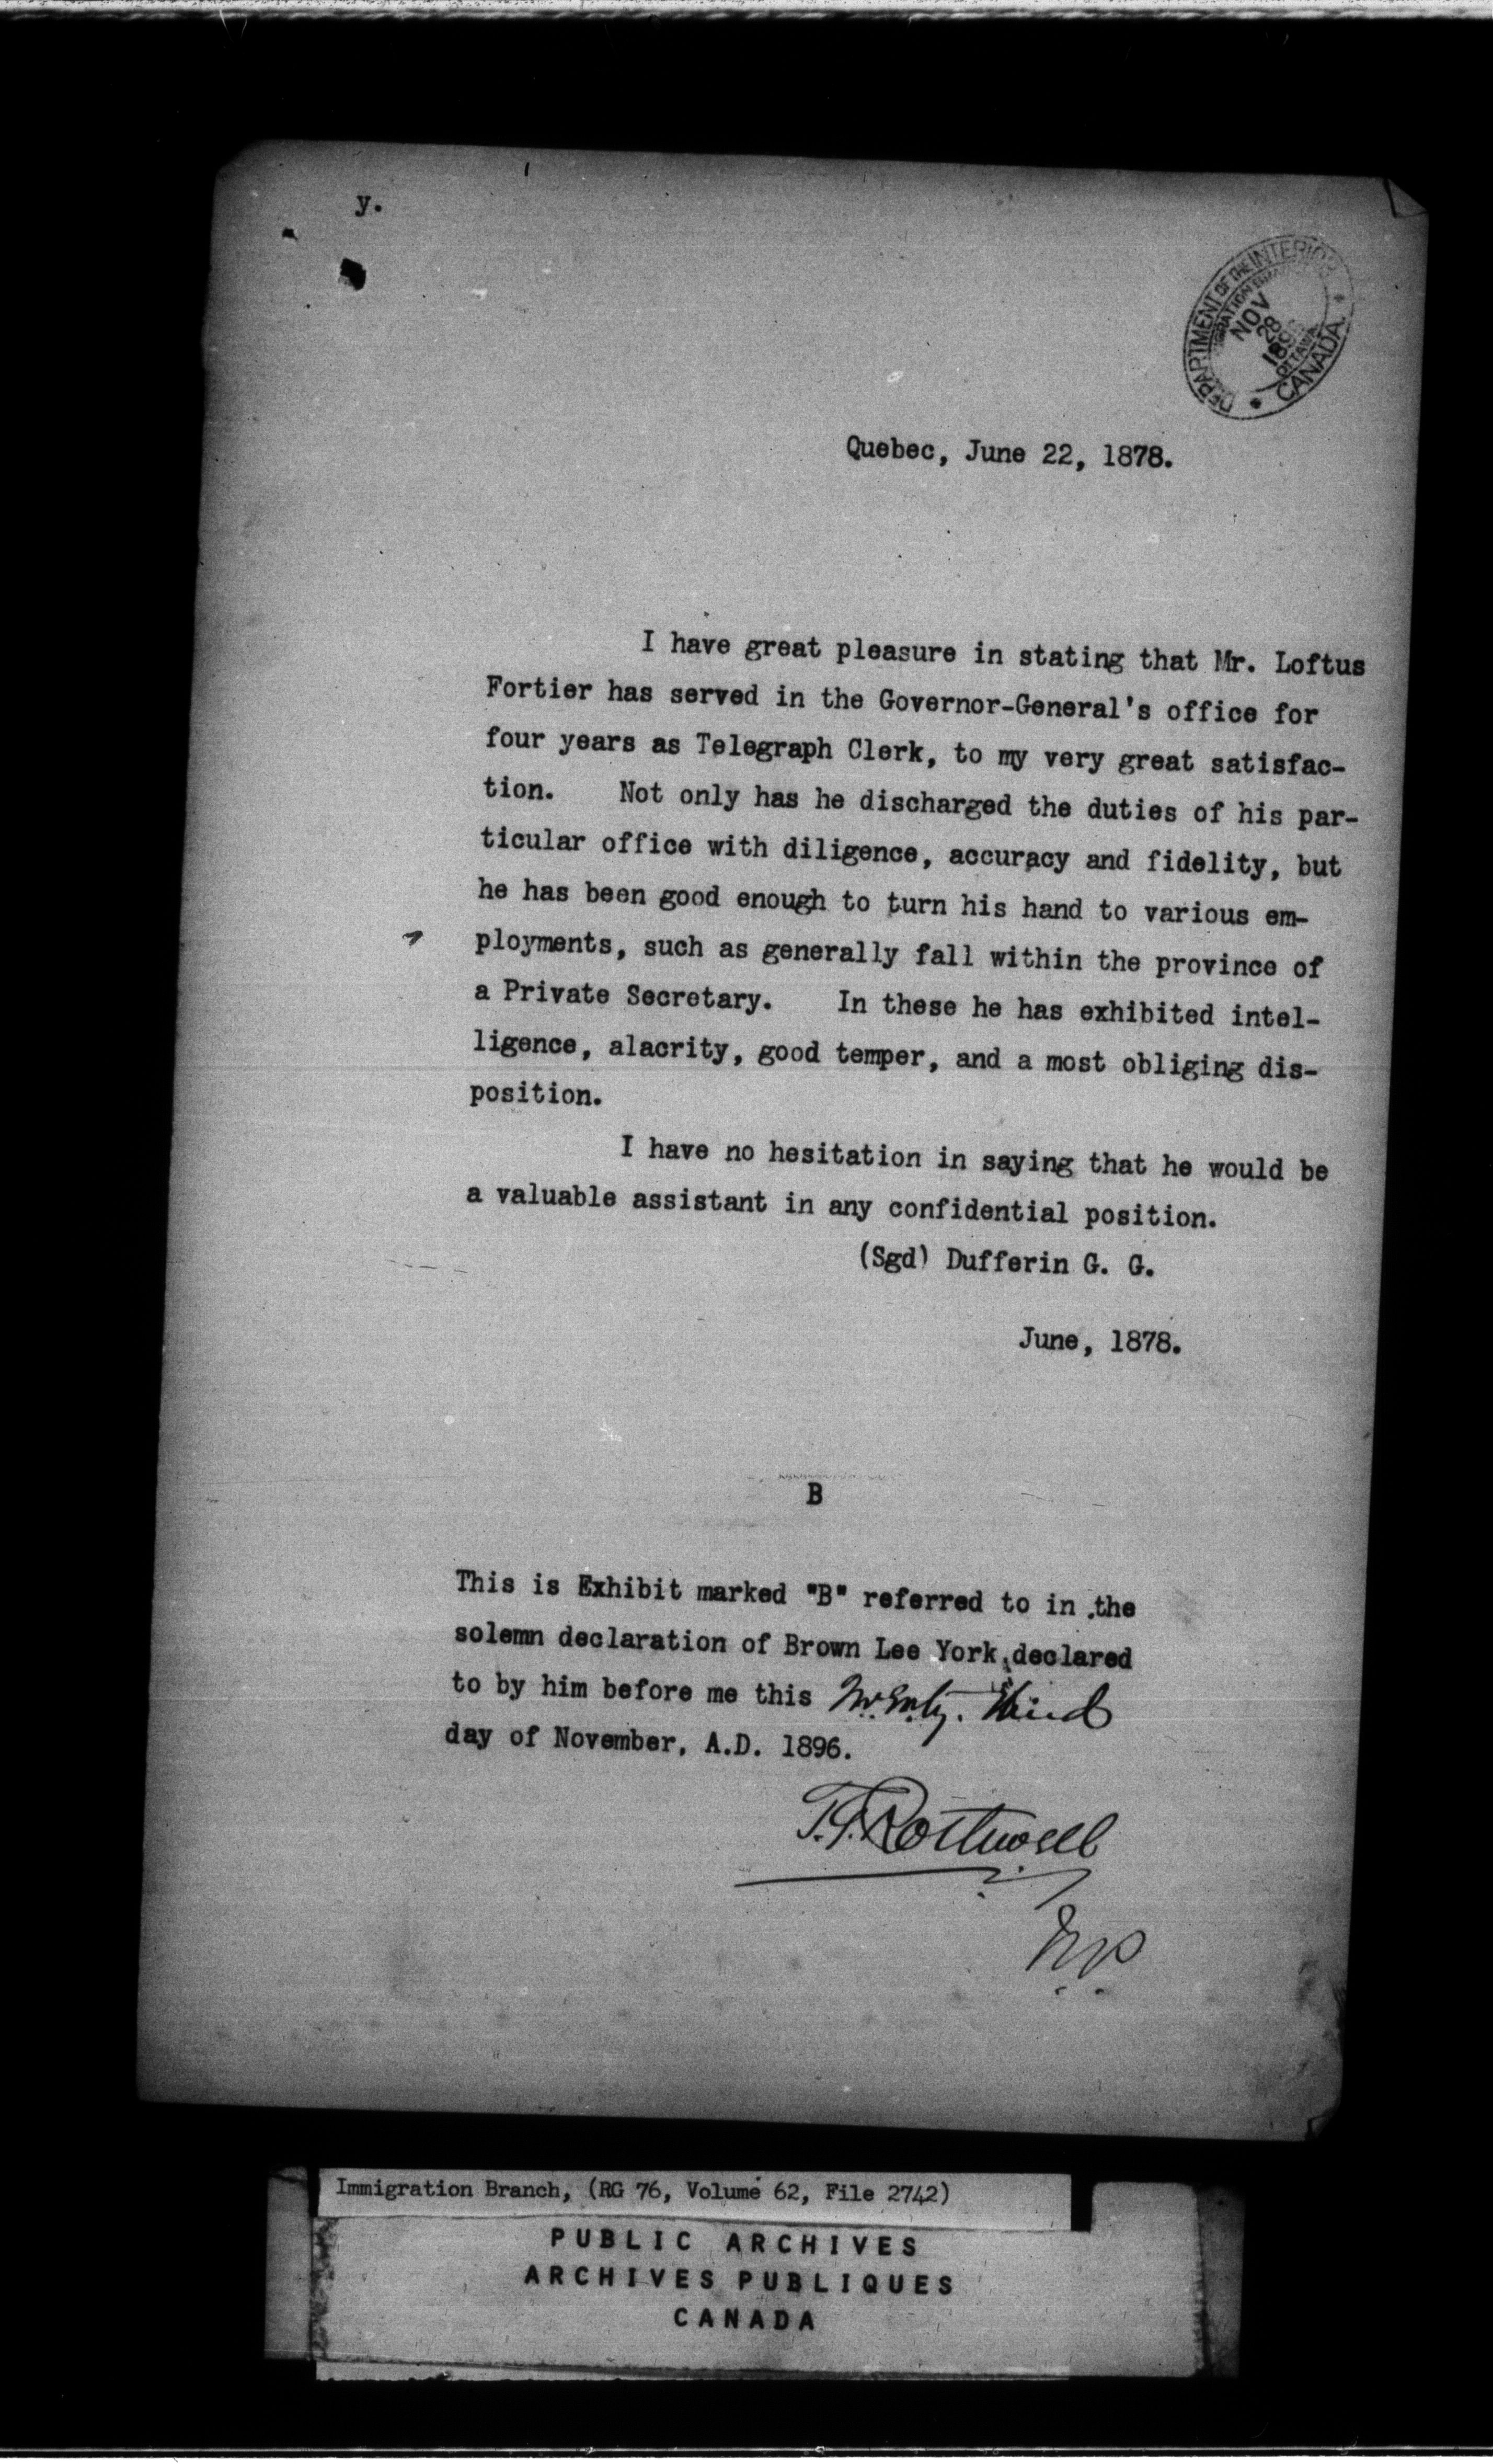 y.
DEPARTMENT OF THE INTERIOR
NOV
28
1896
OTTAWA
CANADA.
Quebec, June 22, 1878.
I have great pleasure in stating that Mr. Loftus
Fortier has served in the Governor-General's office for
four years as Telegraph Clerk, to my very great satisfac-
tion. Not only has he discharged the duties of his par-
ticular office with diligence, accuracy and fidelity, but
he has been good enough to turn his hand to various em-
ployments, such as generally fall within the province of
a Private Secretary. In these he has exhibited intel-
ligence, alacrity, good temper, and a most obliging dis-
position.
I have no hesitation in saying that he would be
a valuable assistant in any confidential position.
(Sgd) Dufferin G. G.
June, 1878.
B
This is Exhibit marked "B" referred to in the
solemn declaration of Brown Lee York, declared
to by him before me this Twenty. third
day of November, A.D. 1896.
T.G. Rothwell
N.P.
Immigration Branch, (RG 76, Volume 62, File 2742)
PUBLIC ARCHIVES
ARCHIVES PUBLIQUES
CANADA